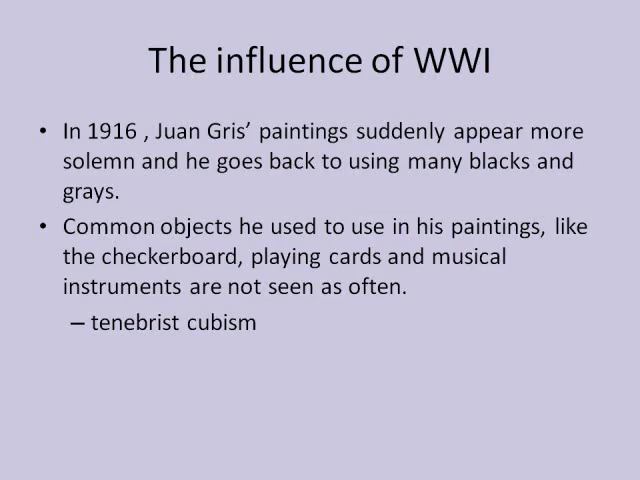 The influence of WWI
• In 1916 , Juan Gris’ paintings suddenly appear more
solemn and he goes back to using many blacks and
grays.
• Common objects he used to use in his paintings, like
the checkerboard, playing cards and musical
instruments are not seen as often.
– tenebrist cubism